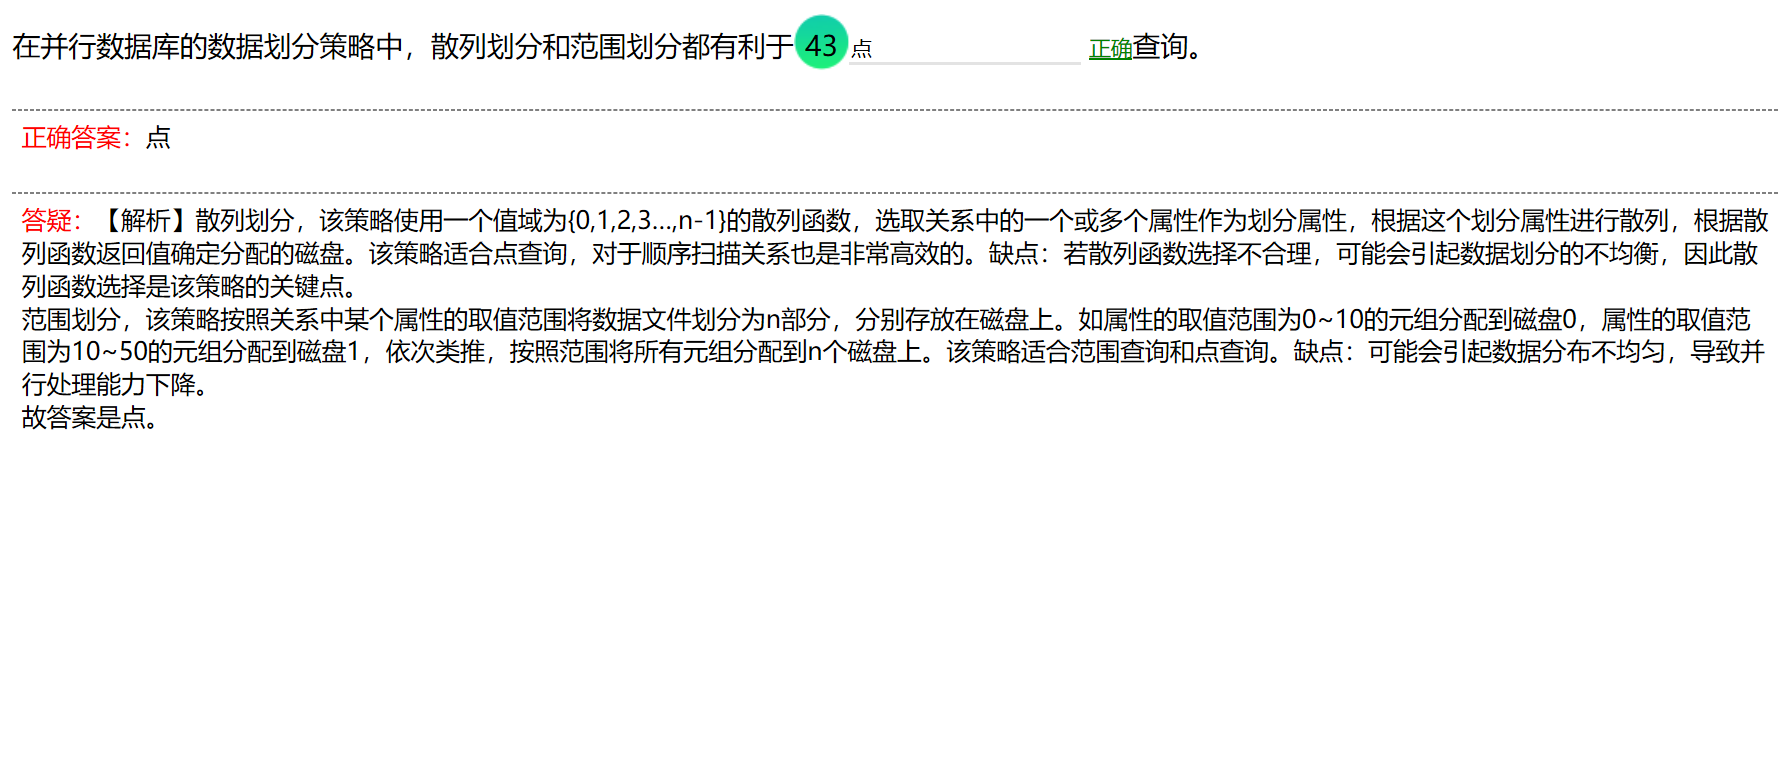 在并行数据库的数据划分策略中，散列划分和范围划分都有利于43点 正确查询。
正确答案：点
答疑：【解析】散列划分，该策略使用一个值域为{0,1,2,3...,n-1}的散列函数，选取关系中的一个或多个属性作为划分属性，根据这个划分属性进行散列，根据散
列函数返回值确定分配的磁盘。该策略适合点查询，对于顺序扫描关系也是非常高效的。缺点：若散列函数选择不合理，可能会引起数据划分的不均衡，因此散
列函数选择是该策略的关键点。
范围划分，该策略按照关系中某个属性的取值范围将数据文件划分为n部分，分别存放在磁盘上。如属性的取值范围为0~10的元组分配到磁盘0，属性的取值范
围为10~50的元组分配到磁盘1，依次类推，按照范围将所有元组分配到n个磁盘上。该策略适合范围查询和点查询。缺点：可能会引起数据分布不均匀，导致并
行处理能力下降。
故答案是点。